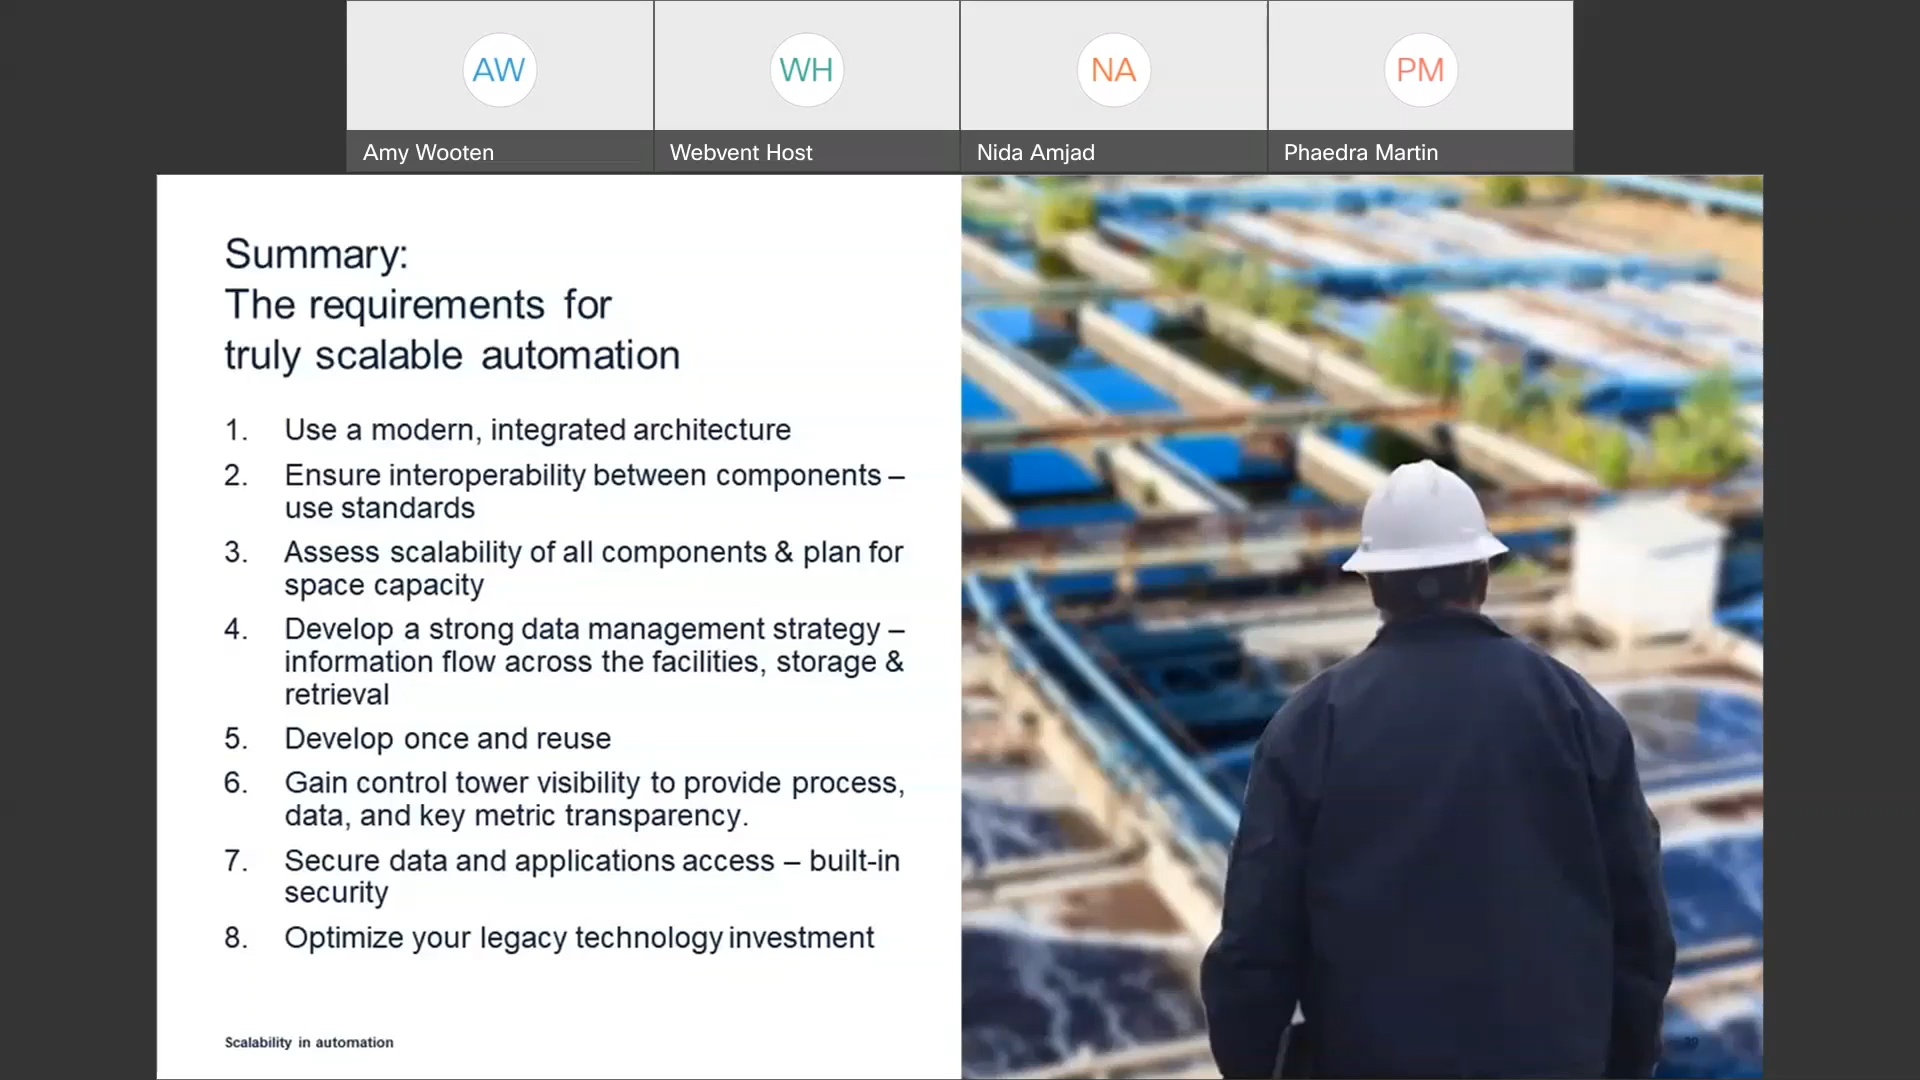 AW
WH
NA
PM
Amy Wooten
Webvent Host
Nida Amjad
Phaedra Martin
Summary:
The requirements for
truly scalable automation
1. Use a modern, integrated architecture
2. Ensure interoperability between components –
use standards
3. Assess scalability of all components & plan for
space capacity
4. Develop a strong data management strategy –
information flow across the facilities, storage &
retrieval
5. Develop once and reuse
6. Gain control tower visibility to provide process,
data, and key metric transparency.
7. Secure data and applications access – built-in
security
8. Optimize your legacy technology investment
Scalability in automation